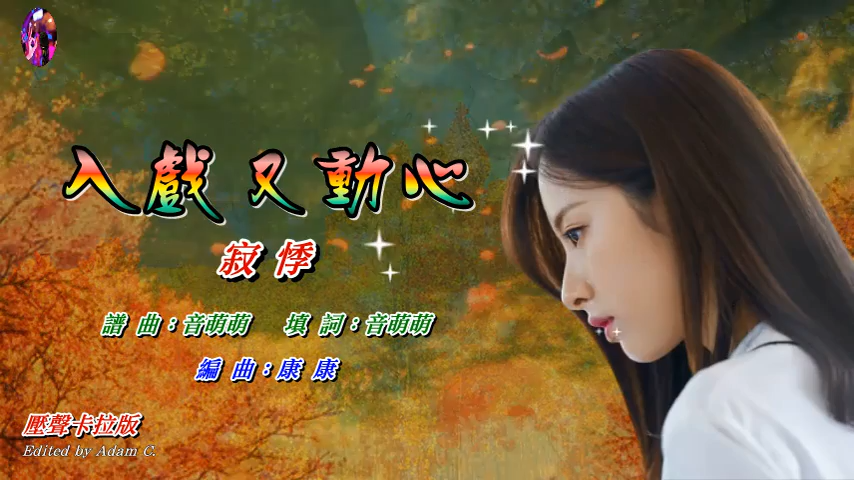 入戲又動心
寂悸
譜 曲：音萌萌 填 詞：音萌萌
編 曲：康 康
壓聲卡拉版
Edited by Adam C.